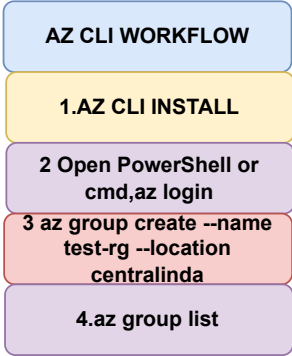 AZ CLI WORKFLOW
1.AZ CLI INSTALL
2 Open PowerShell or
cmd,az login
3 az group create --name
test-rg --location
centralinda
4.az group list